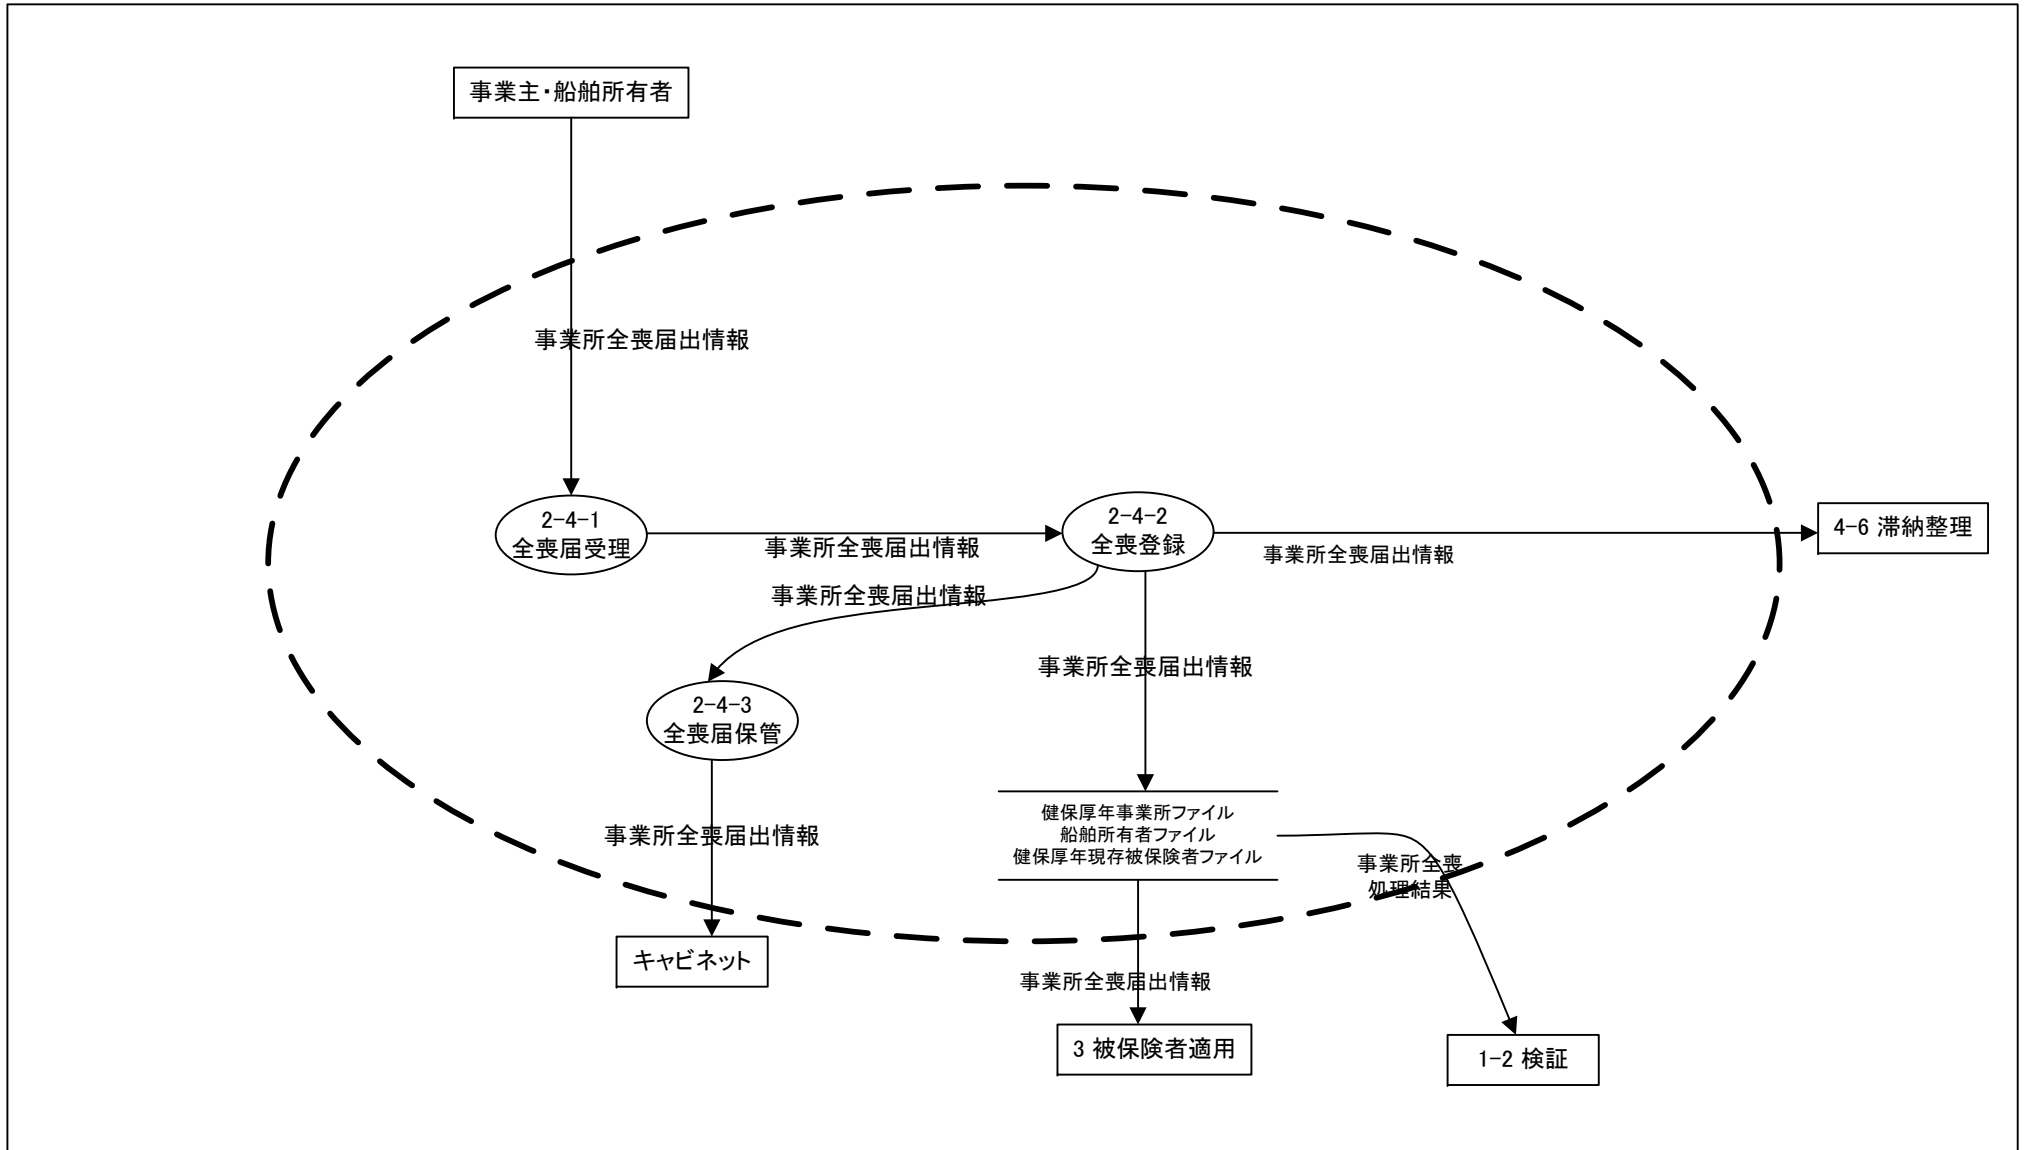 事業主・船舶所有者
事業所全喪届出情報
2-4-1
全喪届受理
事業所全喪届出情報
2-4-2
全喪登録
事業所全喪届出情報
4-6 滞納整理
事業所全喪届出情報
事業所全喪届出情報
2-4-3
全喪届保管
事業所全喪届出情報
健保厚年事業所ファイル
船舶所有者ファイル
健保厚年現存被保険者ファイル
事業所全喪
処理結果
キャビネット
事業所全喪届出情報
3 被保険者適用
1-2 検証